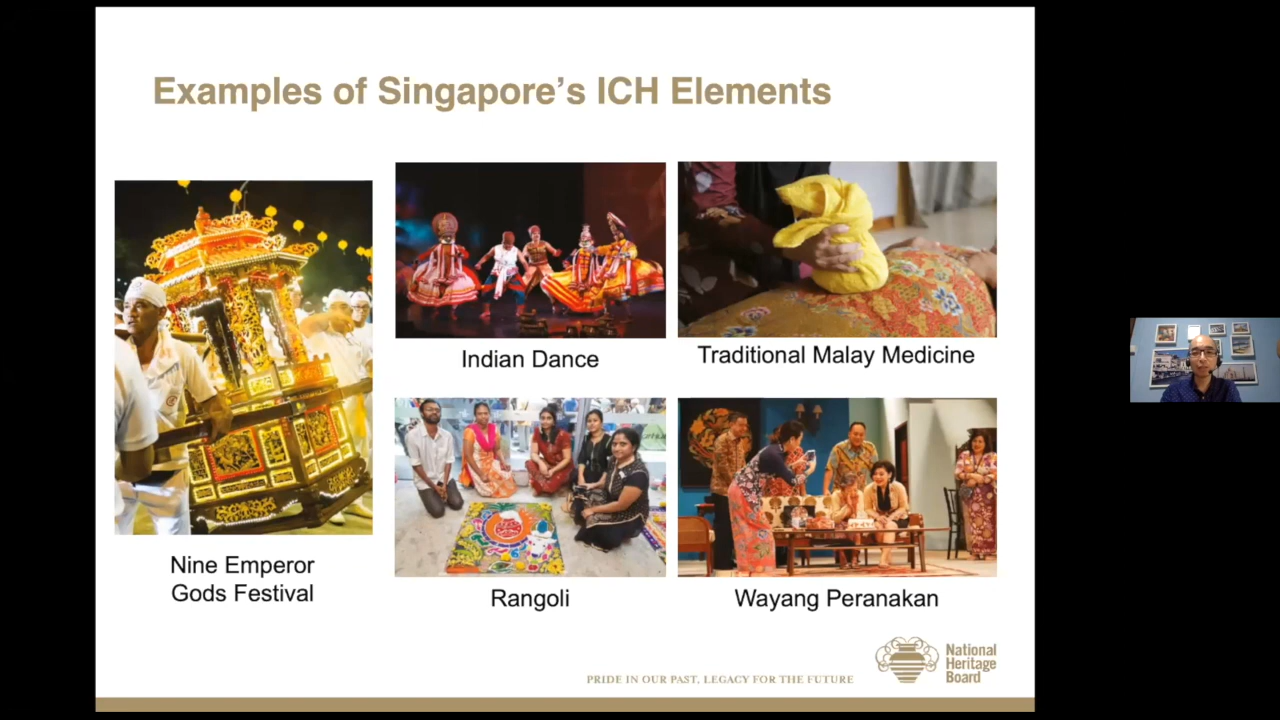 Examples of Singapore’s ICH Elements
Indian Dance
Traditional Malay Medicine
Nine Emperor
Gods Festival
Rangoli
Wayang Peranakan
PRIDE IN OUR PAST, LEGACY FOR THE FUTURE
National
Heritage
Board